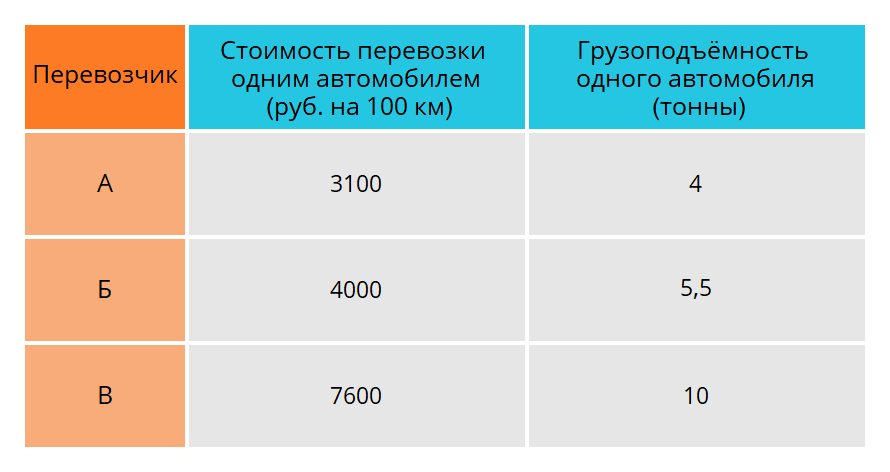 Перевозчик
Стоимость перевозки
одним автомобилем
(руб. на 100 км)
Грузоподъёмность
одного автомобиля
(тонны)
А
3100
4
Б
4000
5,5
В
7600
10